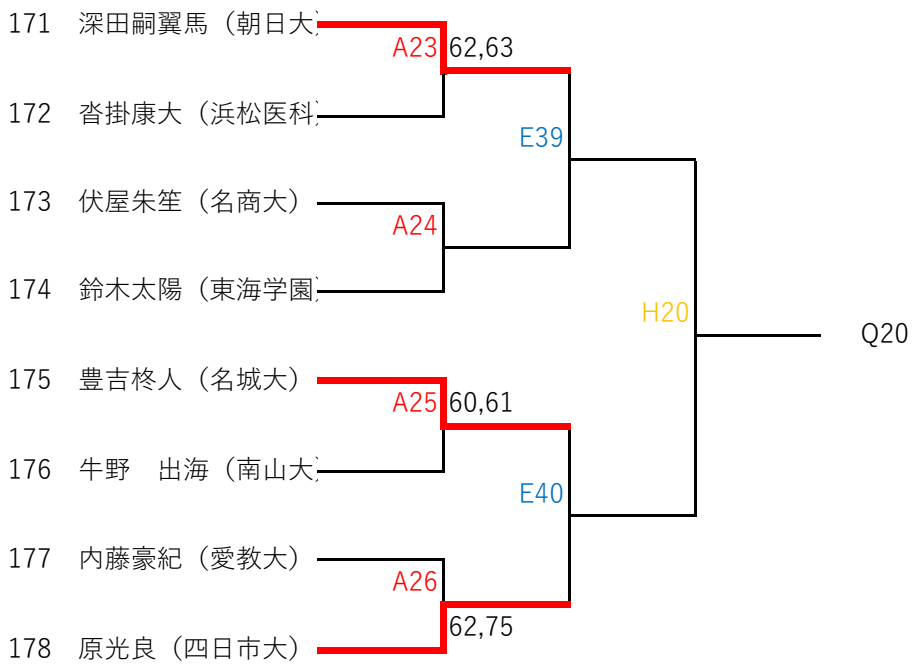 171 深田嗣翼馬（朝日大）
A23 62,63
172 沓掛康大（浜松医科）
E39
173 伏屋朱笙（名商大）
A24
174 鈴木太陽（東海学園）
H20
Q20
175 豊吉柊人（名城大）
A25 60,61
176 牛野　出海（南山大）
E40
177 内藤豪紀（愛教大）
A26
62,75
178 原光良（四日市大）